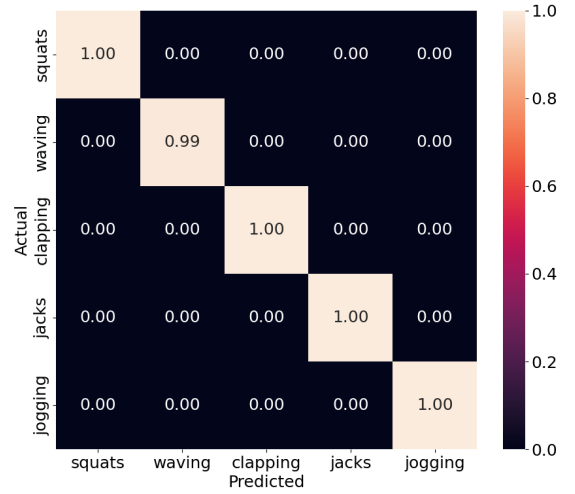 squats 1.00 0.00 0.00 0.00 0.00
waving 0.00 0.99 0.00 0.00 0.00
Actual
clapping 0.00 0.00 1.00 0.00 0.00
jacks 0.00 0.00 0.00 1.00 0.00
jogging 0.00 0.00 0.00 0.00 1.00
squats waving clapping jacks jogging
Predicted
1.0
0.8
0.6
0.4
0.2
0.0